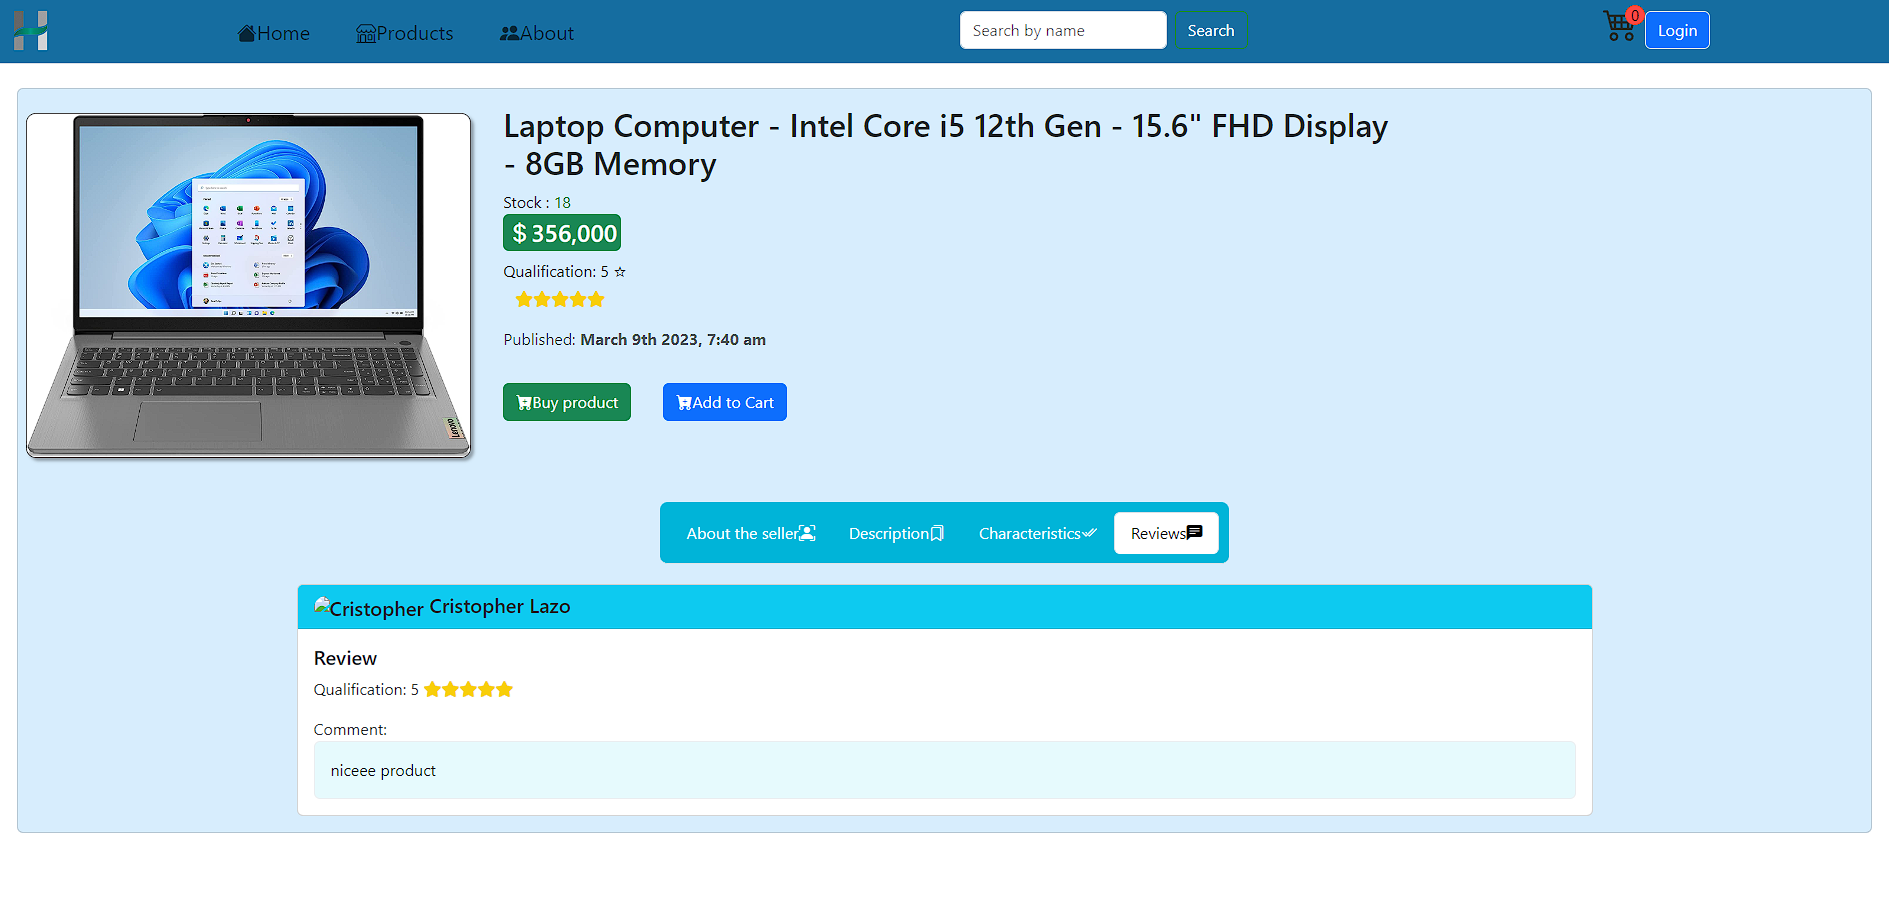 H
Home Products About Search by name Search 0 Login
Laptop Computer - Intel Core i5 12th Gen - 15.6" FHD Display
- 8GB Memory
Stock : 18
$ 356,000
Qualification: 5 ☆
Published: March 9th 2023, 7:40 am
Buy product Add to Cart
Lenovo
About the seller Description Characteristics Reviews
Cristopher Cristopher Lazo
Review
Qualification: 5
Comment:
niceee product